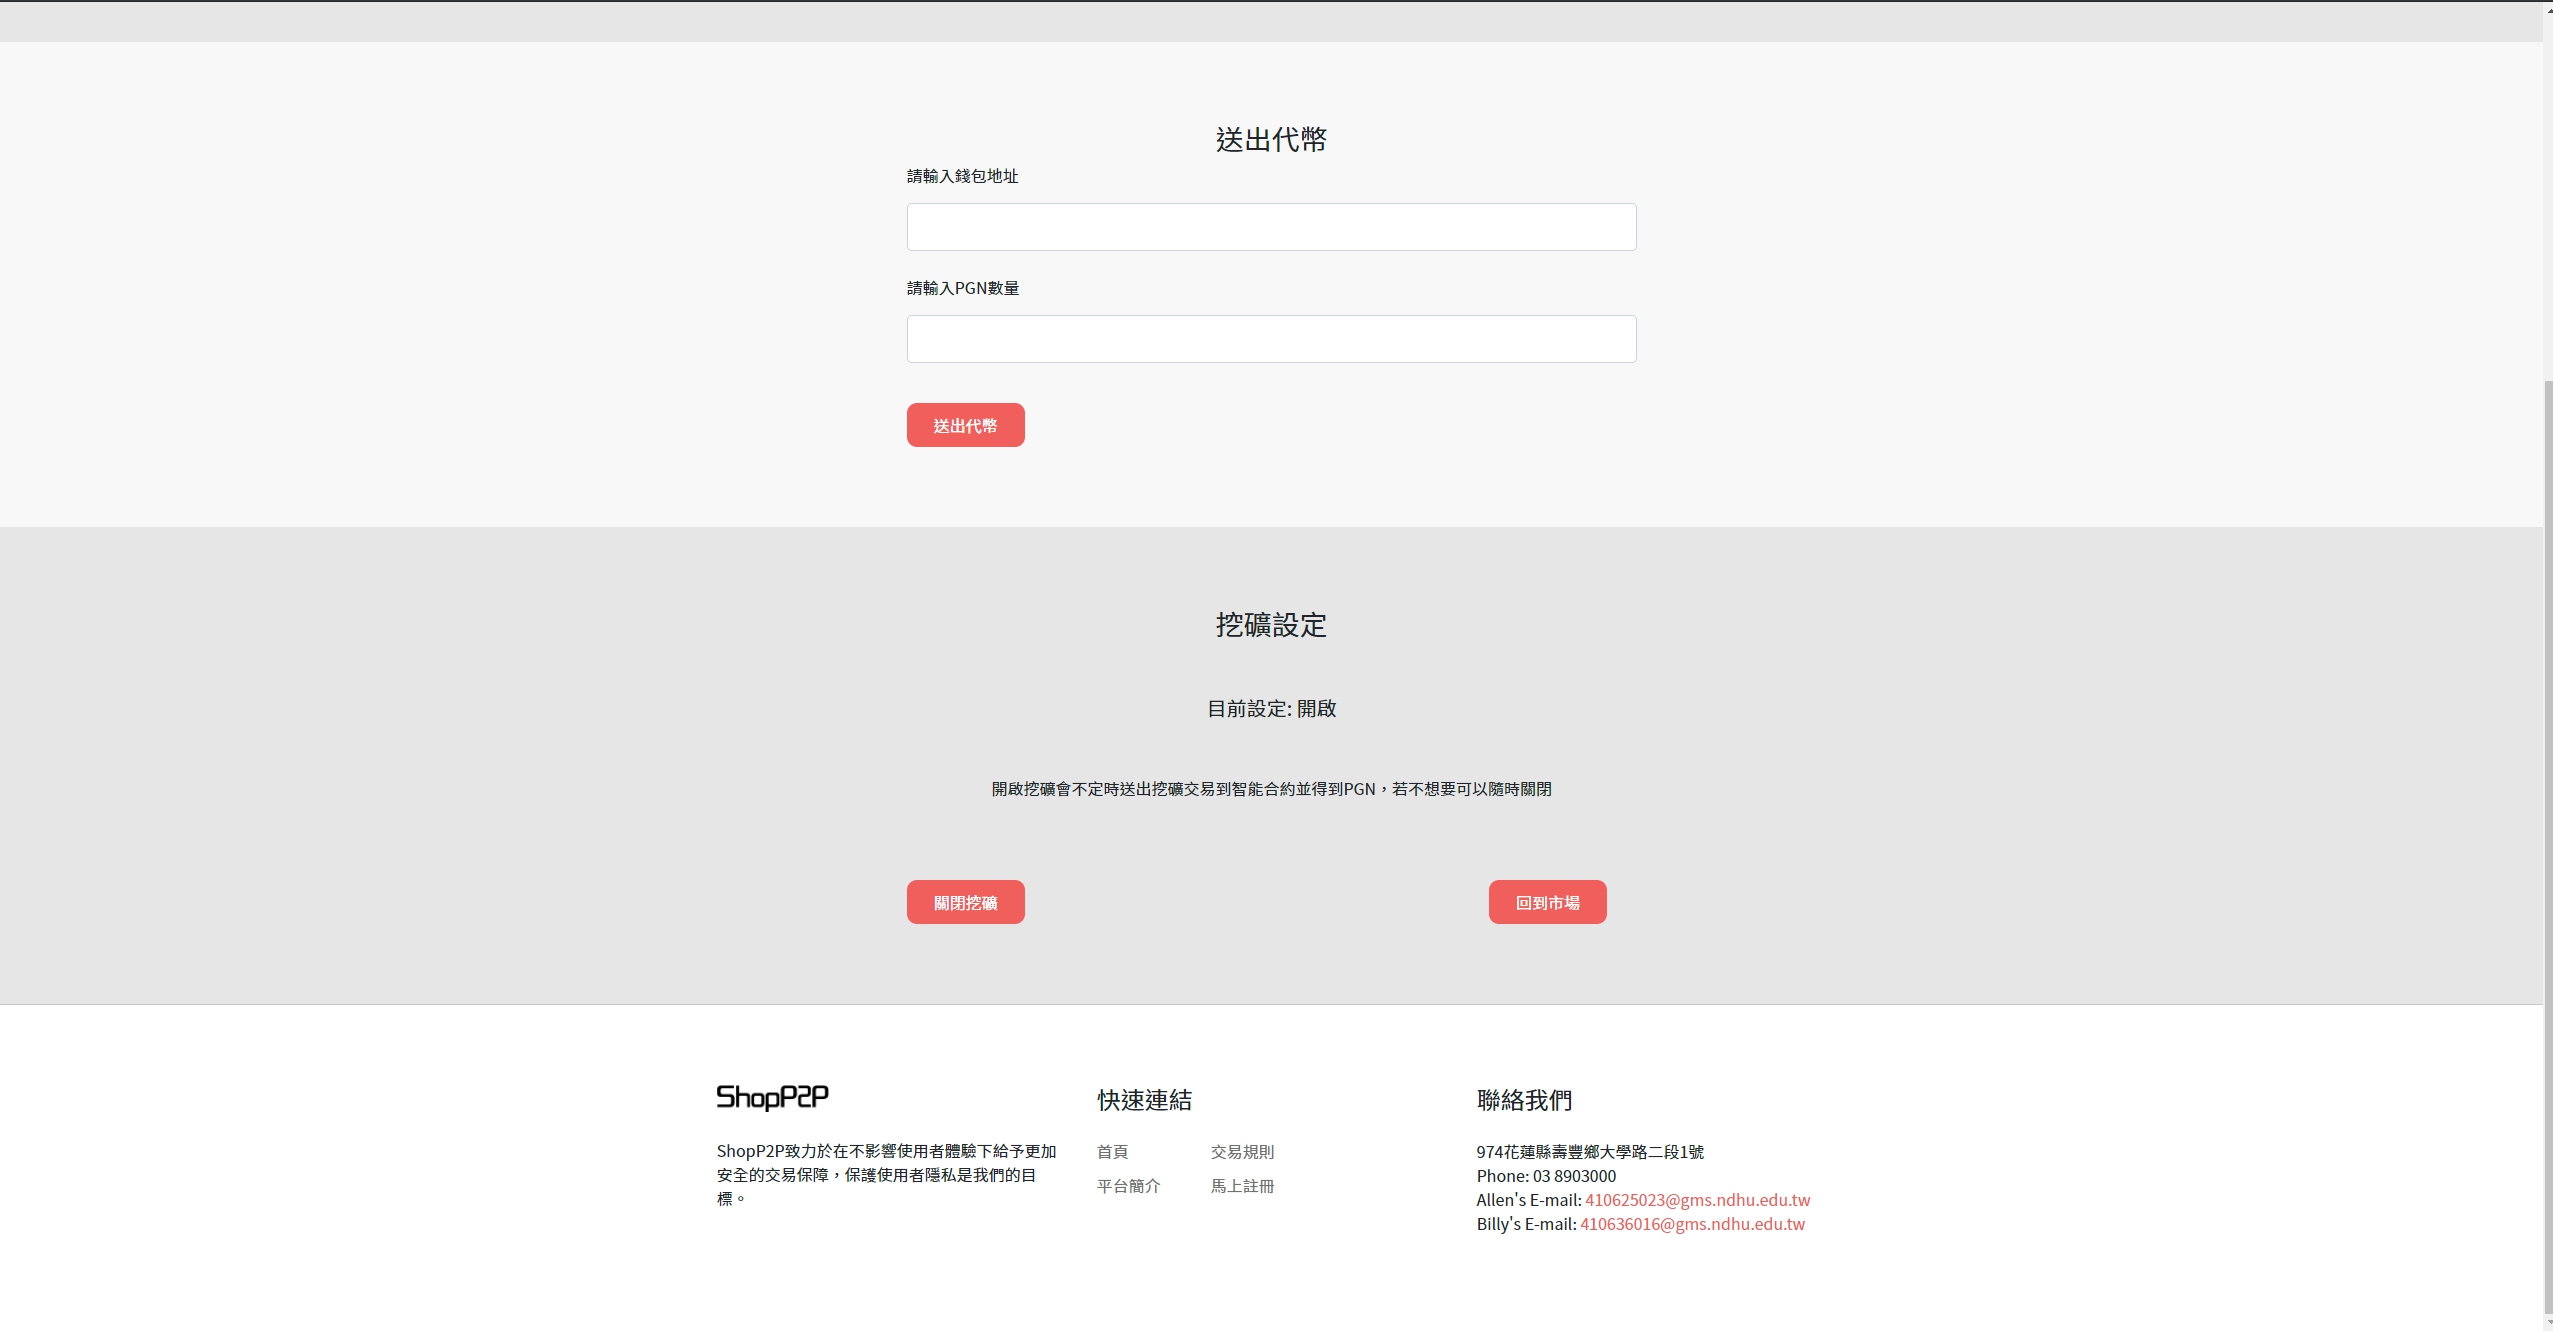 送出代幣
請輸入錢包地址
請輸入PGN數量
送出代幣
挖礦設定
目前設定: 開啟
開啟挖礦會不定時送出挖礦交易到智能合約並得到PGN，若不想要可以隨時關閉
關閉挖礦
回到市場
ShopP2P
ShopP2P致力於在不影響使用者體驗下給予更加
安全的交易保障，保護使用者隱私是我們的目
標。
快速連結
首頁 交易規則
平台簡介 馬上註冊
聯絡我們
974花蓮縣壽豐鄉大學路二段1號
Phone: 03 8903000
Allen's E-mail: 410625023@gms.ndhu.edu.tw
Billy's E-mail: 410636016@gms.ndhu.edu.tw